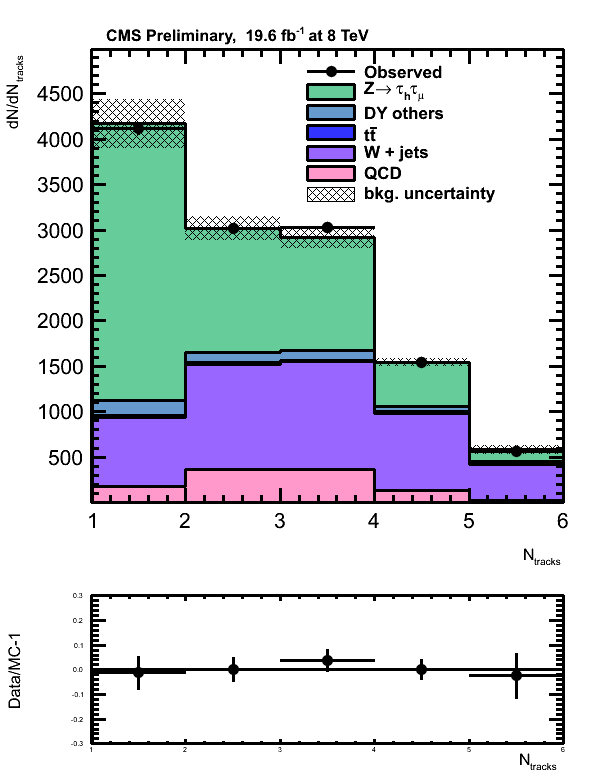 CMS Preliminary, 19.6 fb⁻¹ at 8 TeV
dN/dN_tracks
Observed
Z→ τ_hτ_μ
DY others
tt̄
W + jets
QCD
bkg. uncertainty
4500
4000
3500
3000
2500
2000
1500
1000
500
1 2 3 4 5 6
N_tracks
Data/MC-1
0.3
0.2
0.1
0.0
-0.1
-0.2
-0.3
1 2 3 4 5 6
N_tracks